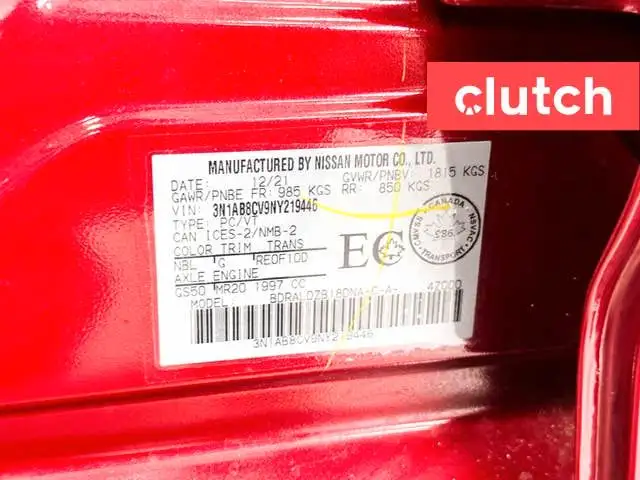 clutch
MANUFACTURED BY NISSAN MOTOR CO., LTD.
DATE: 12/21 GVWR/PNBV: 1815 KGS
GAWR/PNBE FR: 985 KGS RR: 850 KGS
VIN: 3N1AB8CV9NY219446
TYPE: PC/VT
CAN ICES-2/NMB-2
COLOR TRIM TRANS
NBL G RE0F10D
AXLE ENGINE
GS50 MR20 1997 CC
MODEL: 47000
EC
CANADA
CMVSS NSVAC
TRANSPORT
3N1AB8CV9NY219446